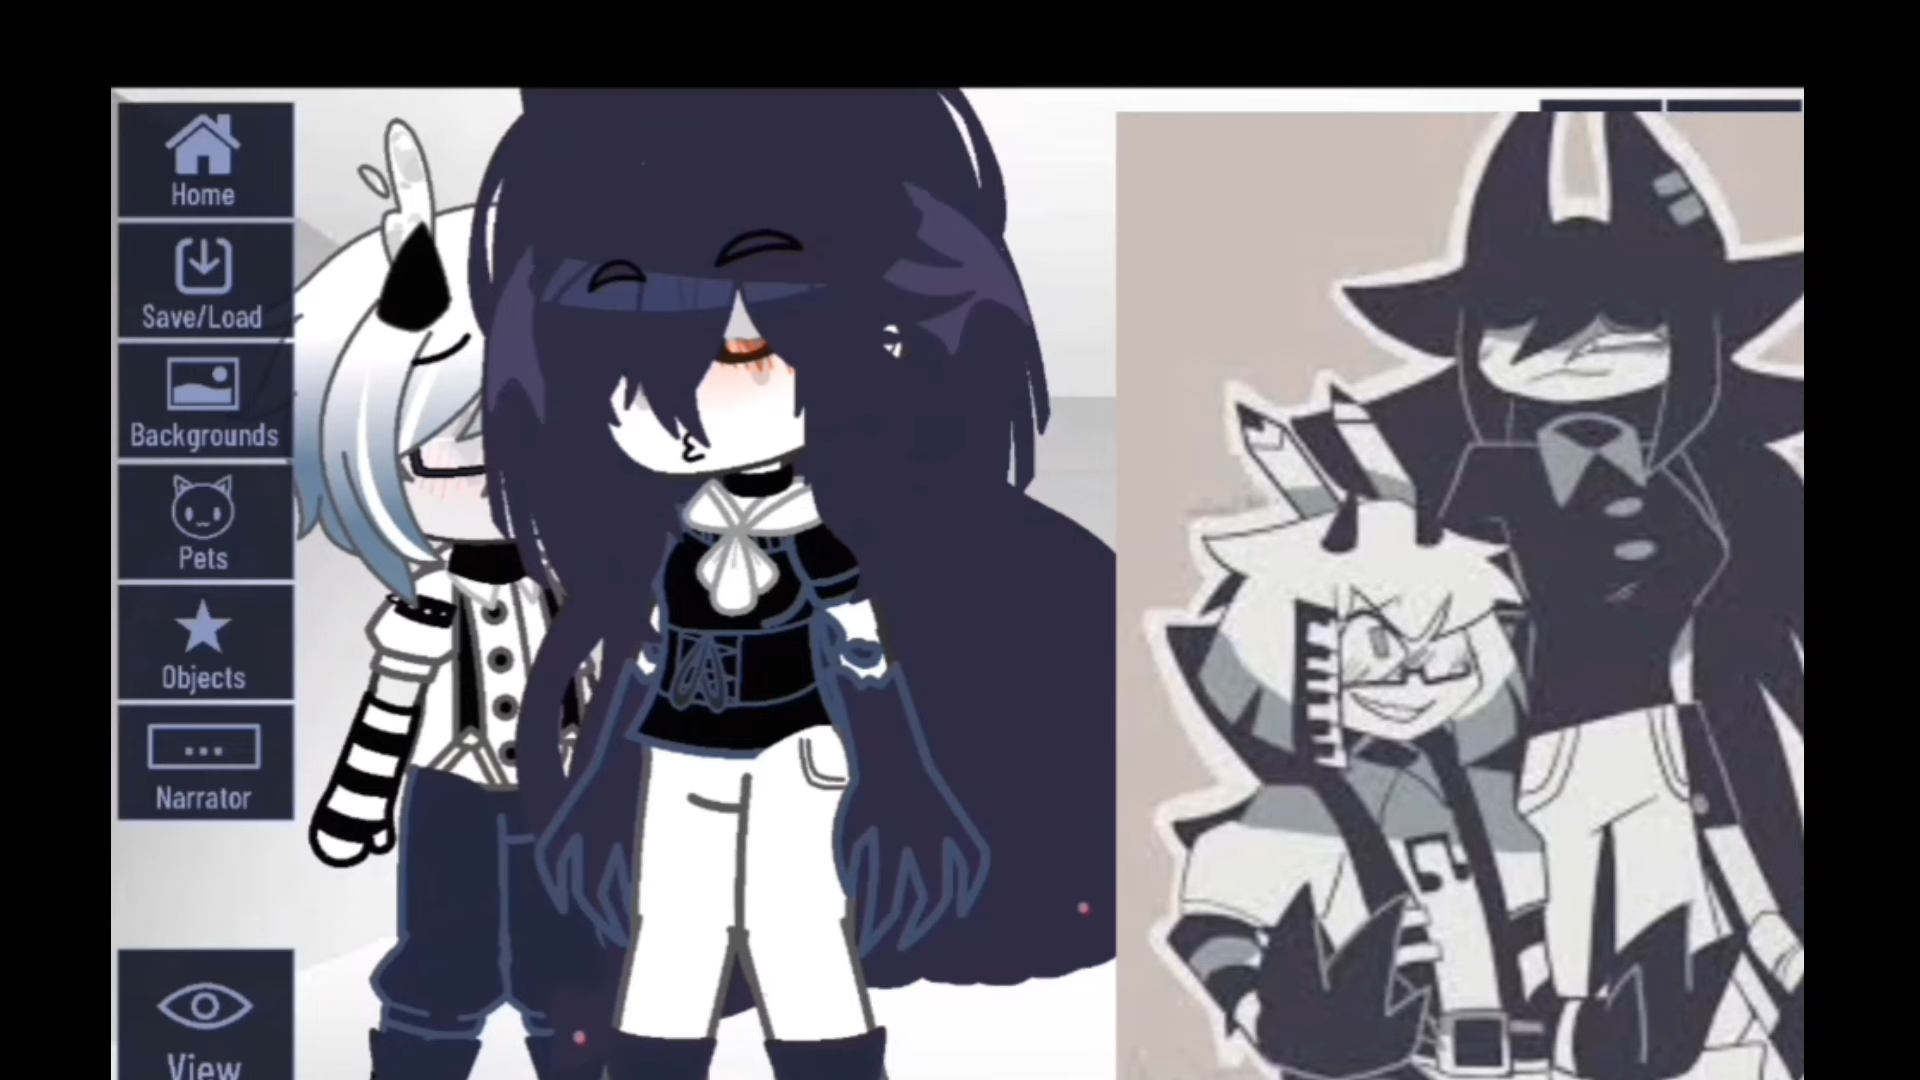 Home
Save/Load
Backgrounds
Pets
Objects
Narrator
View